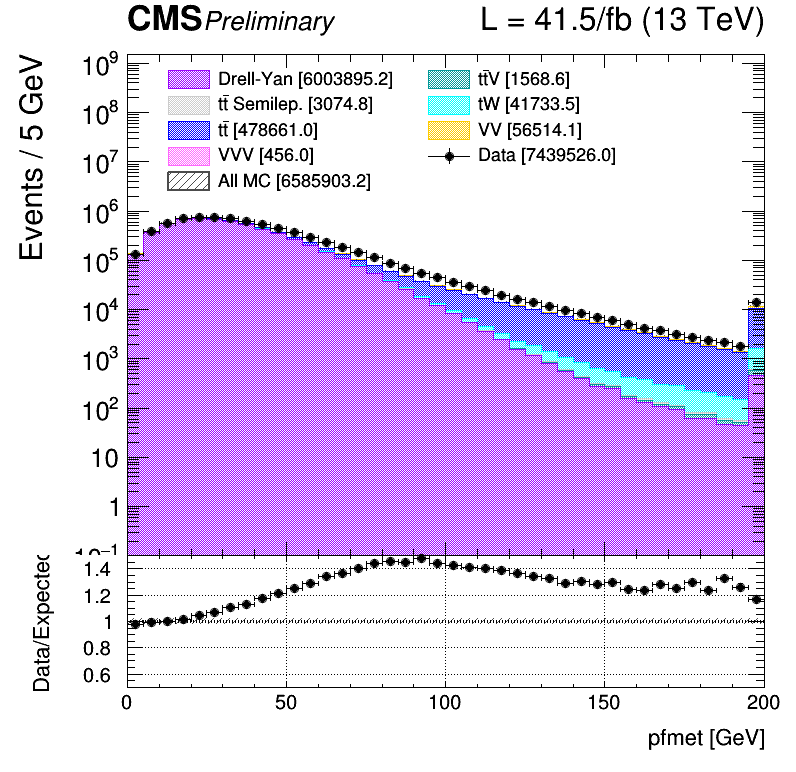 CMS Preliminary L = 41.5/fb (13 TeV)
Events / 5 GeV
10⁹
10⁸
10⁷
10⁶
10⁵
10⁴
10³
10²
10
1
10⁻¹
Drell-Yan [6003895.2]
tt̄ Semilep. [3074.8]
tt̄ [478661.0]
VVV [456.0]
All MC [6585903.2]
tt̄V [1568.6]
tW [41733.5]
VV [56514.1]
Data [7439526.0]
Data/Expected
1.4
1.2
1
0.8
0.6
0 50 100 150 200
pfmet [GeV]